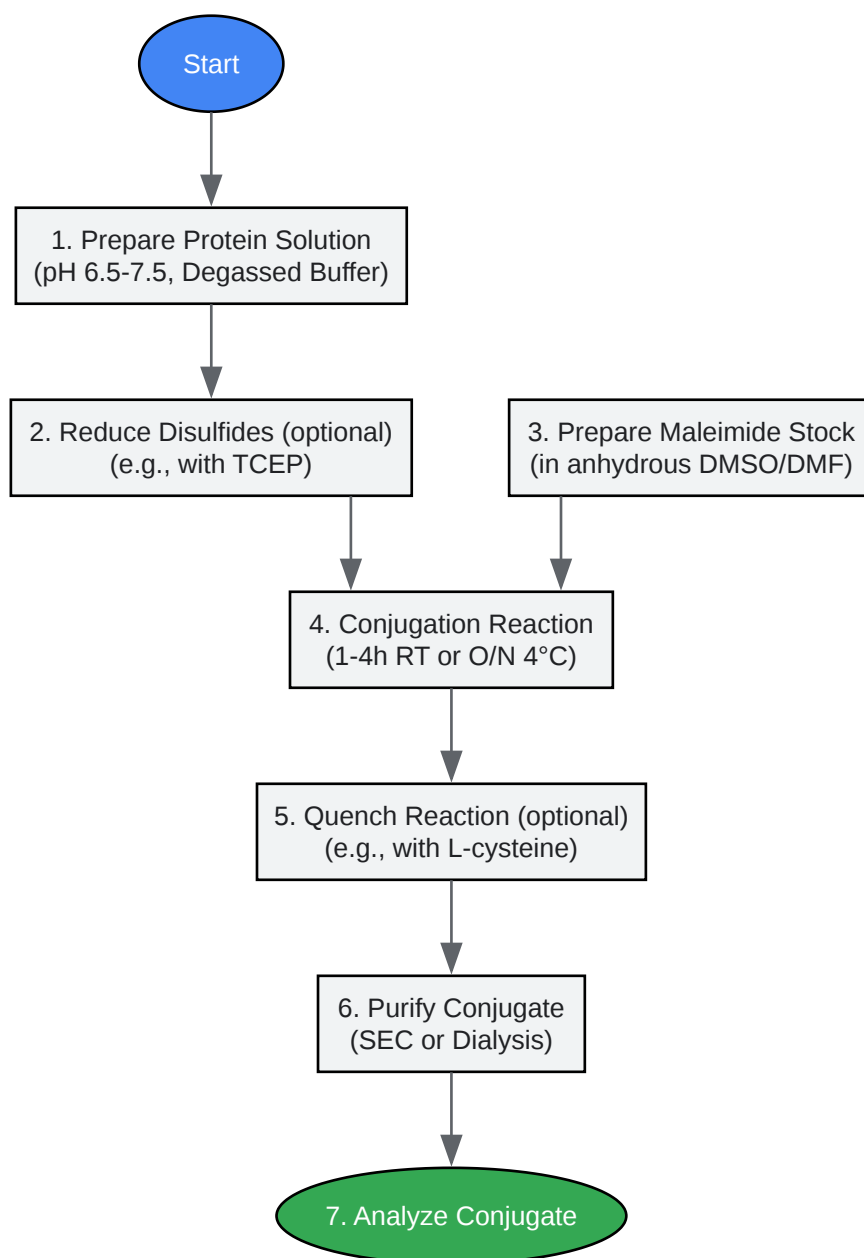 Start
1. Prepare Protein Solution
(pH 6.5-7.5, Degassed Buffer)
2. Reduce Disulfides (optional)
(e.g., with TCEP)
3. Prepare Maleimide Stock
(in anhydrous DMSO/DMF)
4. Conjugation Reaction
(1-4h RT or O/N 4°C)
5. Quench Reaction (optional)
(e.g., with L-cysteine)
6. Purify Conjugate
(SEC or Dialysis)
7. Analyze Conjugate